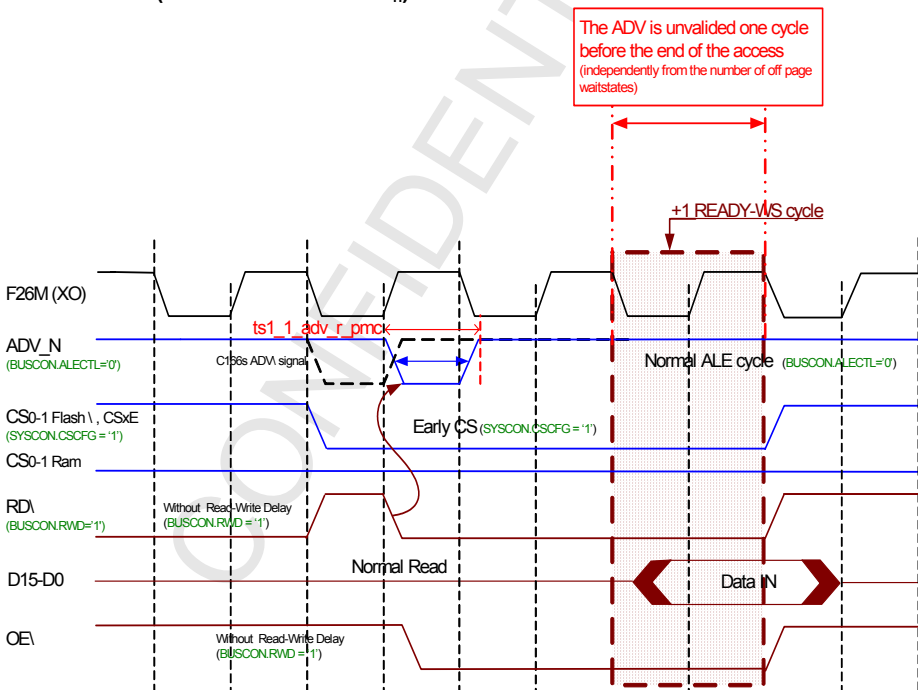 The ADV is unvalided one cycle
before the end of the access
(independently from the number of off page
waitstates)
+1 READY-WS cycle
F26M (XO)
ts1_1_adv_r_pmc
ADV_N
(BUSCON.ALECTL='0')
C166s ADV\ signal
Normal ALE cycle (BUSCON.ALECTL='0')
CS0-1 Flash \ , CSxE
(SYSCON.CSCFG = '1')
Early CS (SYSCON.CSCFG = '1')
CS0-1 Ram
RD\
(BUSCON.RWD='1')
Without Read-Write Delay
(BUSCON.RWD = '1')
D15-D0
Normal Read
Data IN
OE\
Without Read-Write Delay
(BUSCON.RWD = '1')
CONFIDENT